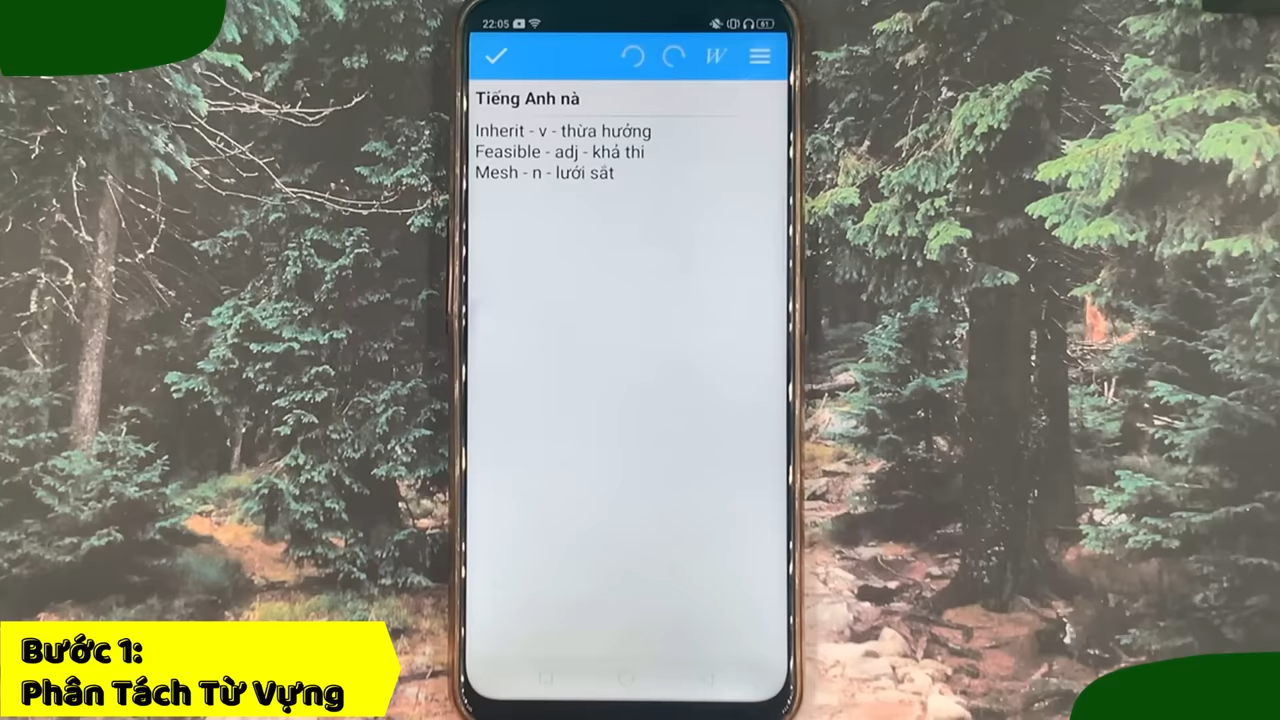 22:05
61
W
Tiếng Anh nà
Inherit - v - thừa hưởng
Feasible - adj - khả thi
Mesh - n - lưới sắt
Bước 1:
Phân Tách Từ Vựng